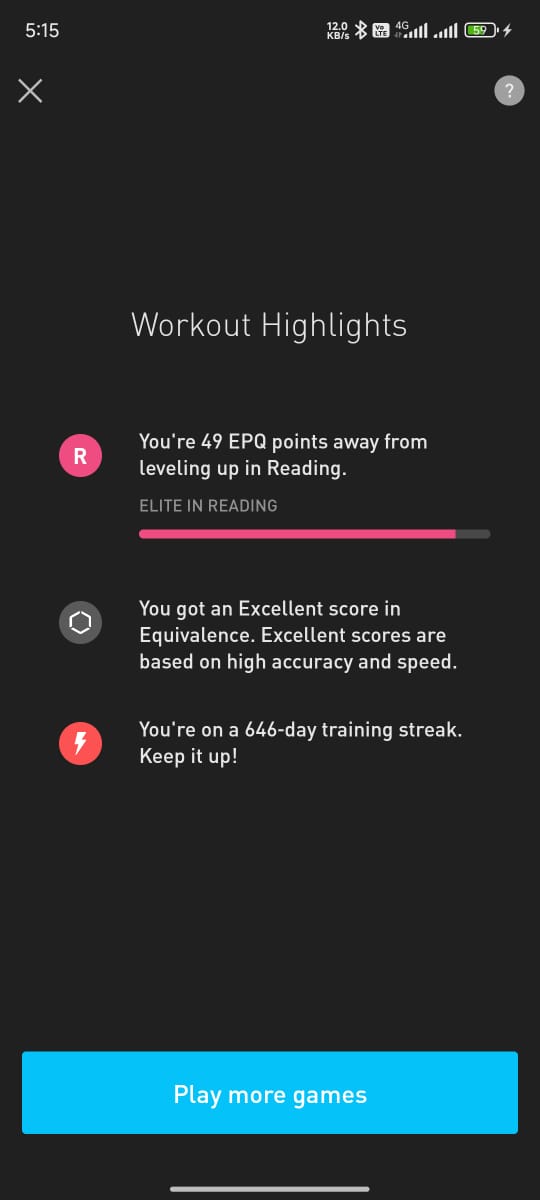 5:15
12.0
KB/s
Vo
LTE
4G
59
?
Workout Highlights
R
You're 49 EPQ points away from
leveling up in Reading.
ELITE IN READING
You got an Excellent score in
Equivalence. Excellent scores are
based on high accuracy and speed.
You're on a 646-day training streak.
Keep it up!
Play more games